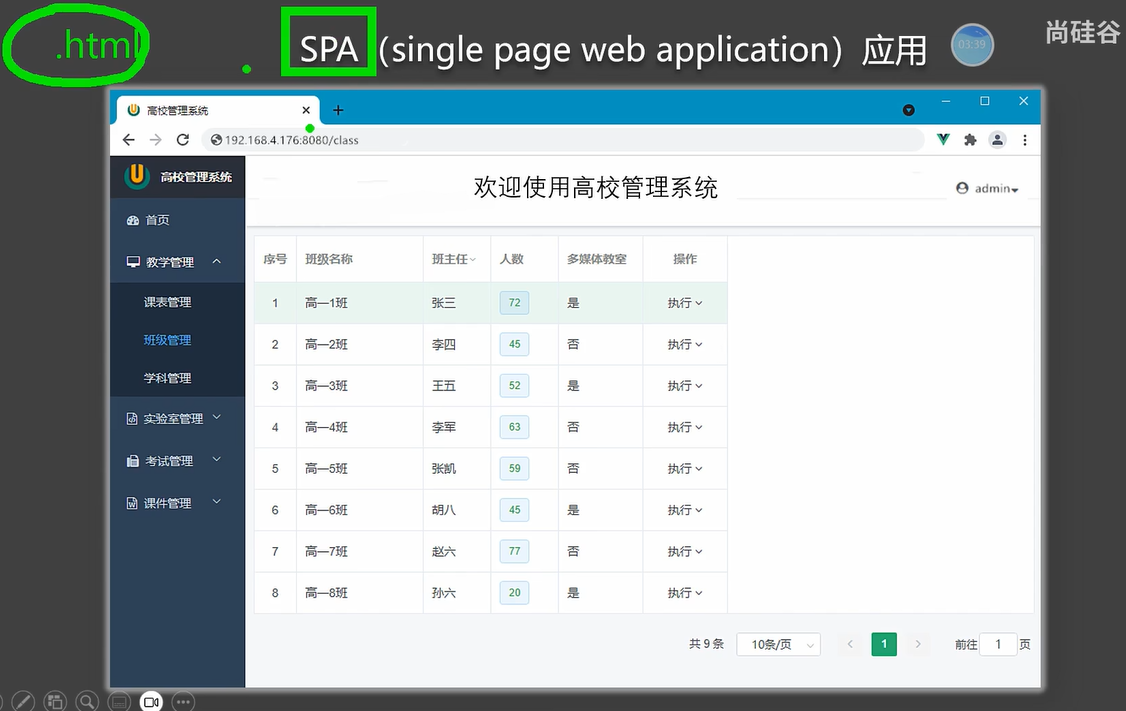 .html
SPA (single page web application) 应用
03:39
尚硅谷
高校管理系统
192.168.4.176:8080/class
高校管理系统
欢迎使用高校管理系统
admin
首页
教学管理
课表管理
班级管理
学科管理
实验室管理
考试管理
课件管理
序号 班级名称 班主任 人数 多媒体教室 操作
1 高一1班 张三 72 是 执行
2 高一2班 李四 45 否 执行
3 高一3班 王五 52 是 执行
4 高一4班 李军 63 否 执行
5 高一5班 张凯 59 否 执行
6 高一6班 胡八 45 是 执行
7 高一7班 赵六 77 否 执行
8 高一8班 孙六 20 是 执行
共 9 条 10条/页 1 前往 1 页